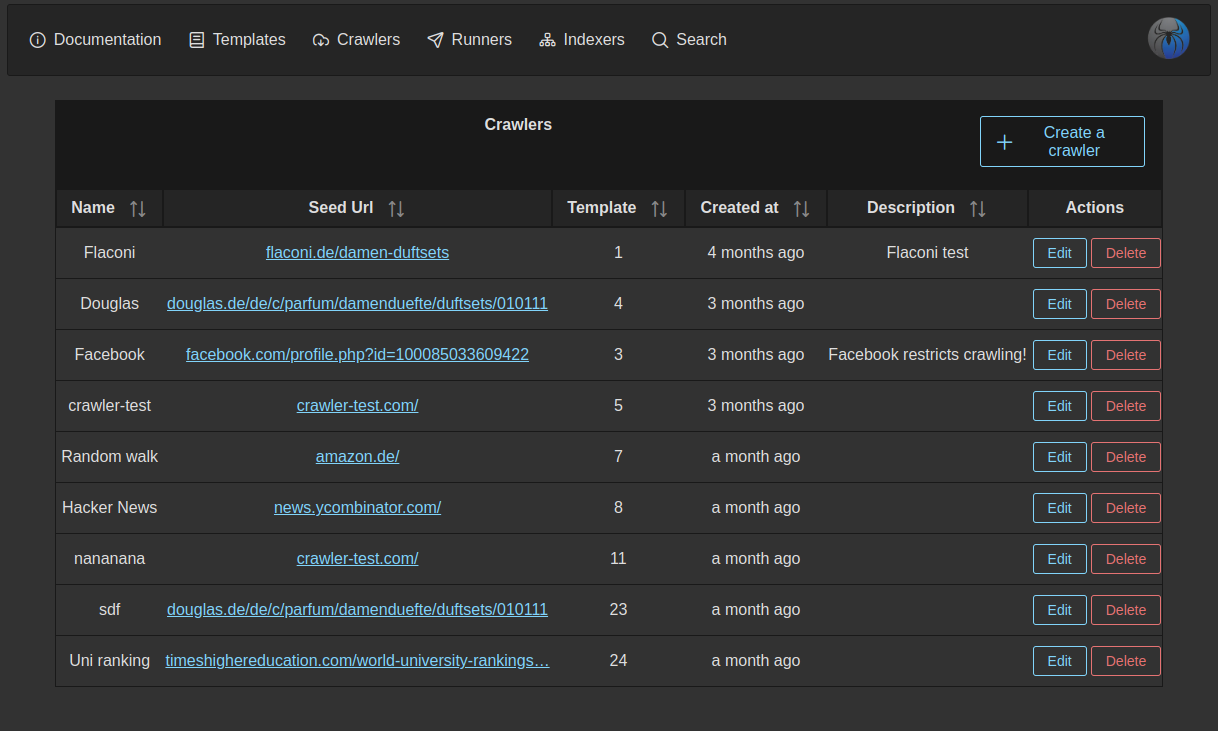 Documentation Templates Crawlers Runners Indexers Search
Crawlers
Create a
crawler
Name Seed Url Template Created at Description Actions
Flaconi flaconi.de/damen-duftsets 1 4 months ago Flaconi test Edit Delete
Douglas douglas.de/de/c/parfum/damenduefte/duftsets/010111 4 3 months ago Edit Delete
Facebook facebook.com/profile.php?id=100085033609422 3 3 months ago Facebook restricts crawling! Edit Delete
crawler-test crawler-test.com/ 5 3 months ago Edit Delete
Random walk amazon.de/ 7 a month ago Edit Delete
Hacker News news.ycombinator.com/ 8 a month ago Edit Delete
nananana crawler-test.com/ 11 a month ago Edit Delete
sdf douglas.de/de/c/parfum/damenduefte/duftsets/010111 23 a month ago Edit Delete
Uni ranking timeshighereducation.com/world-university-rankings… 24 a month ago Edit Delete